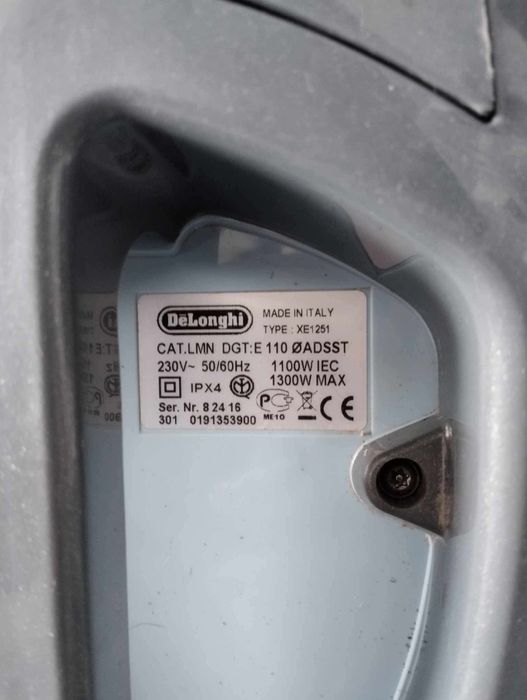 DeLonghi MADE IN ITALY
TYPE : XE1251
CAT.LMN DGT:E 110 ØADSST
230V~ 50/60Hz 1100W IEC
1300W MAX
IPX4
Ser. Nr. 8 24 16
ME10
301 0191353900
CE